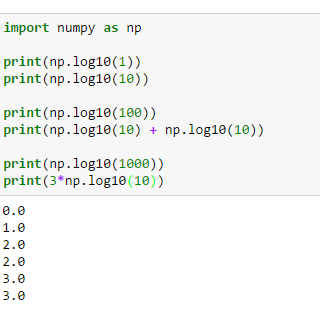 import numpy as np
print(np.log10(1))
print(np.log10(10))
print(np.log10(100))
print(np.log10(10) + np.log10(10))
print(np.log10(1000))
print(3*np.log10(10))
0.0
1.0
2.0
2.0
3.0
3.0